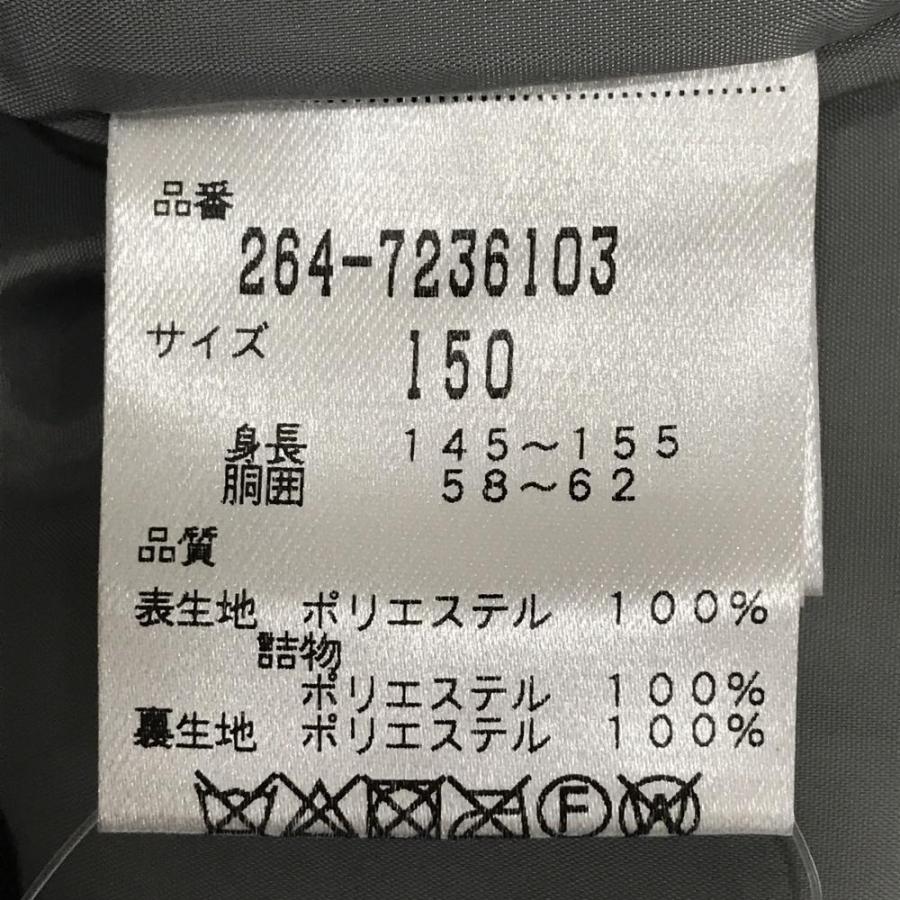 品番
264-7236103
サイズ 150
身長 145~155
胴囲 58~62
品質
表生地 ポリエステル 100%
詰物
ポリエステル 100%
裏生地 ポリエステル 100%
F W